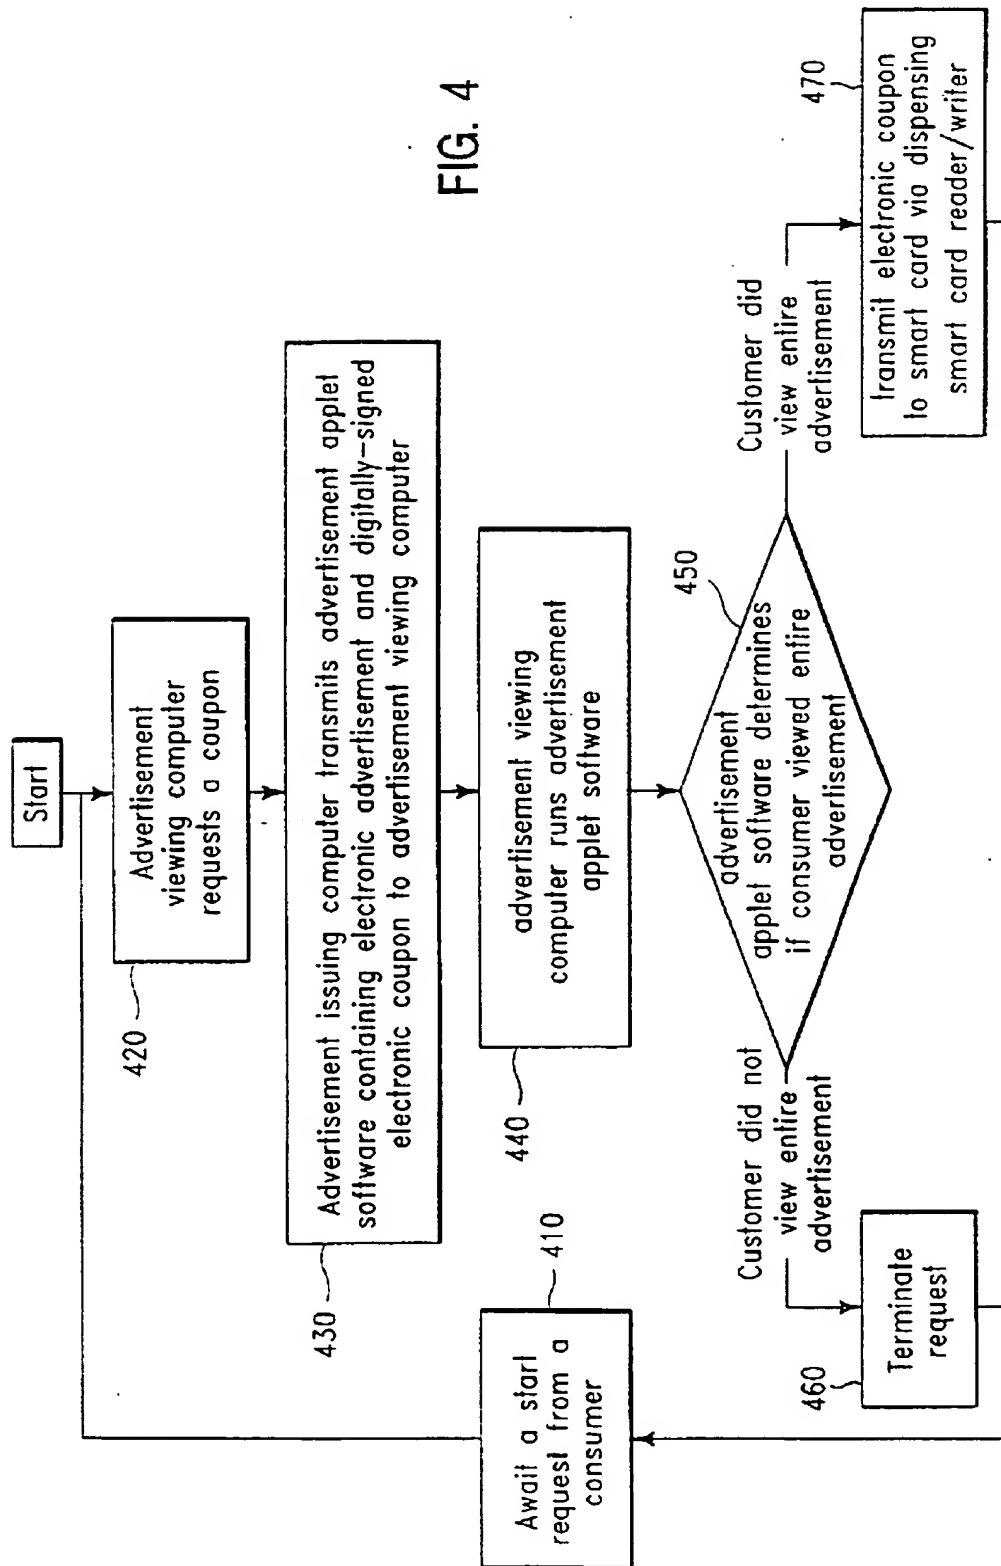 FIG. 4
Start
Advertisement
viewing computer
requests a coupon
420
Advertisement issuing computer transmits advertisement applet
software containing electronic advertisement and digitally-signed
electronic coupon to advertisement viewing computer
430
advertisement viewing
computer runs advertisement
applet software
440
Await a start
request from a
consumer
410
advertisement
applet software determines
if consumer viewed entire
advertisement
450
Customer did not
view entire
advertisement
Customer did
view entire
advertisement
Terminate
request
460
transmit electronic coupon
to smart card via dispensing
smart card reader/writer
470